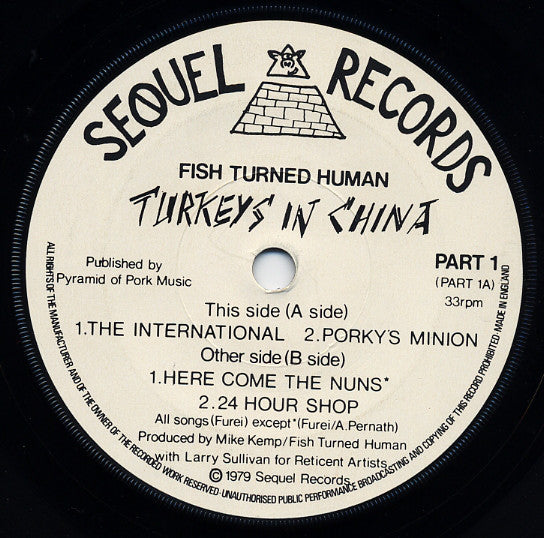 SEQUEL RECORDS
FISH TURNED HUMAN
TURKEYS IN CHINA
Published by
Pyramid of Pork Music
PART 1
(PART 1A)
33rpm
This side (A side)
1.THE INTERNATIONAL 2.PORKY'S MINION
Other side (B side)
1.HERE COME THE NUNS*
2.24 HOUR SHOP
All songs (Furei) except*(Furei/A.Pernath)
Produced by Mike Kemp/Fish Turned Human
with Larry Sullivan for Reticent Artists
© 1979 Sequel Records
ALL RIGHTS OF THE MANUFACTURER AND OF THE OWNER OF THE RECORDED WORK RESERVED·UNAUTHORISED PUBLIC PERFORMANCE BROADCASTING AND COPYING OF THIS RECORD PROHIBITED·MADE IN ENGLAND